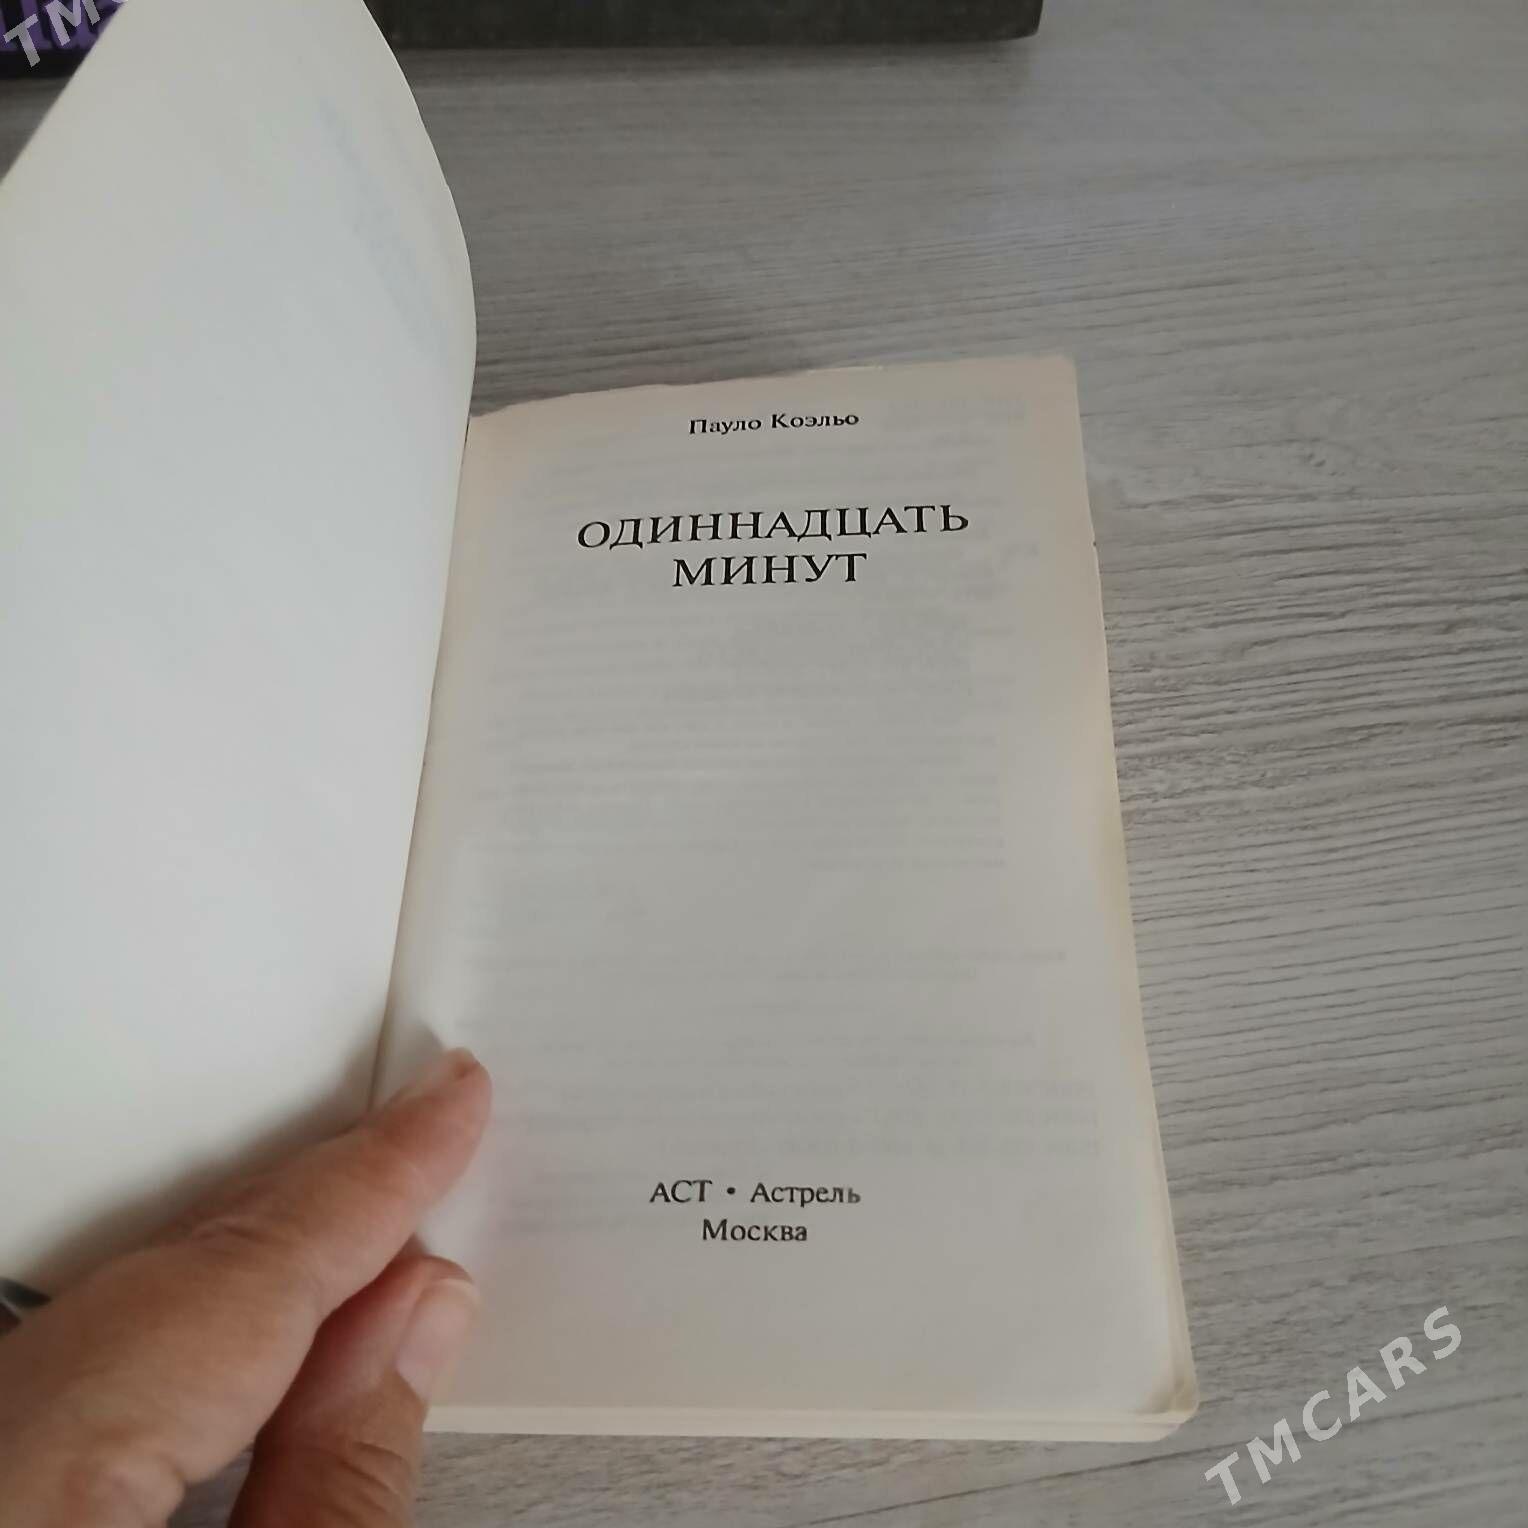 Пауло Коэльо
ОДИННАДЦАТЬ
МИНУТ
АСТ • Астрель
Москва
TMCARS